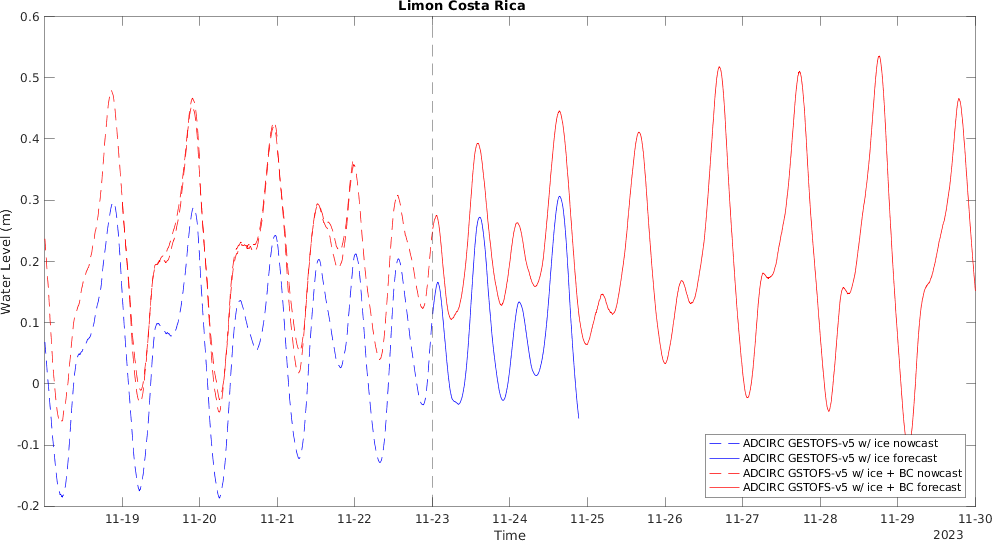 Limon Costa Rica
0.6
0.5
0.4
0.3
0.2
0.1
0
-0.1
-0.2
Water Level (m)
ADCIRC GESTOFS-v5 w/ ice nowcast
ADCIRC GESTOFS-v5 w/ ice forecast
ADCIRC GSTOFS-v5 w/ ice + BC nowcast
ADCIRC GSTOFS-v5 w/ ice + BC forecast
11-19 11-20 11-21 11-22 11-23 11-24 11-25 11-26 11-27 11-28 11-29 11-30
Time
2023